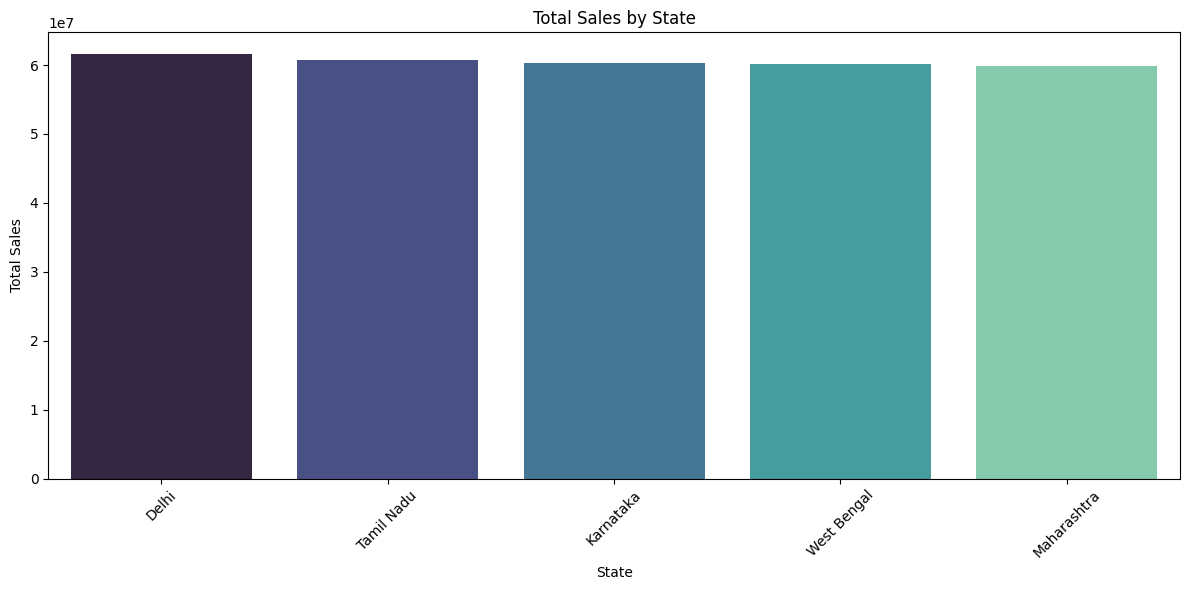 Total Sales by State
1e7
Total Sales
6
5
4
3
2
1
0
Delhi
Tamil Nadu
Karnataka
West Bengal
Maharashtra
State